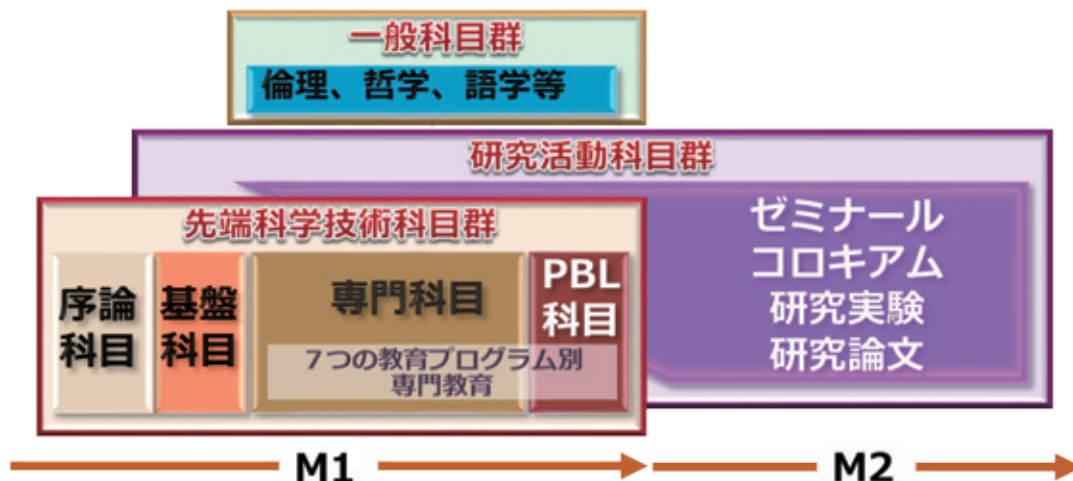 一般科目群
倫理、哲学、語学等
研究活動科目群
先端科学技術科目群
序論
科目
基盤
科目
専門科目
PBL
科目
７つの教育プログラム別
専門教育
ゼミナール
コロキアム
研究実験
研究論文
M1
M2